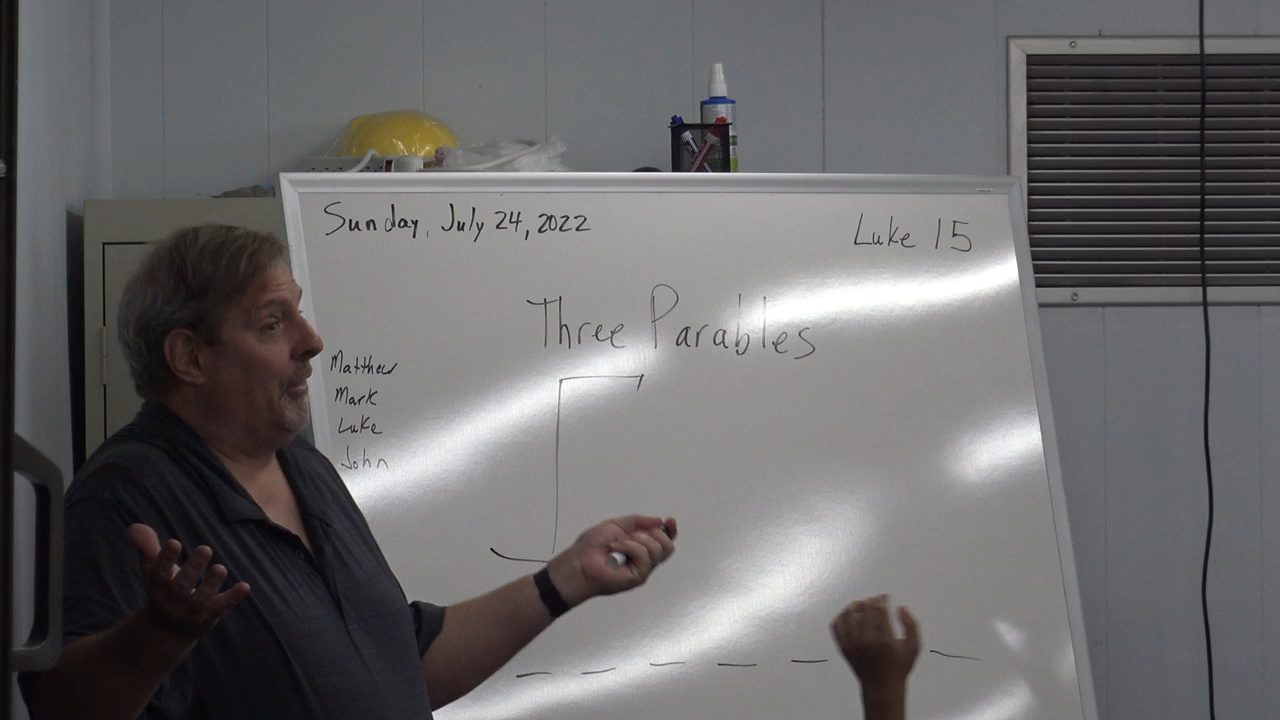 Sunday, July 24, 2022
Luke 15
Three Parables
Matthew
Mark
Luke
John